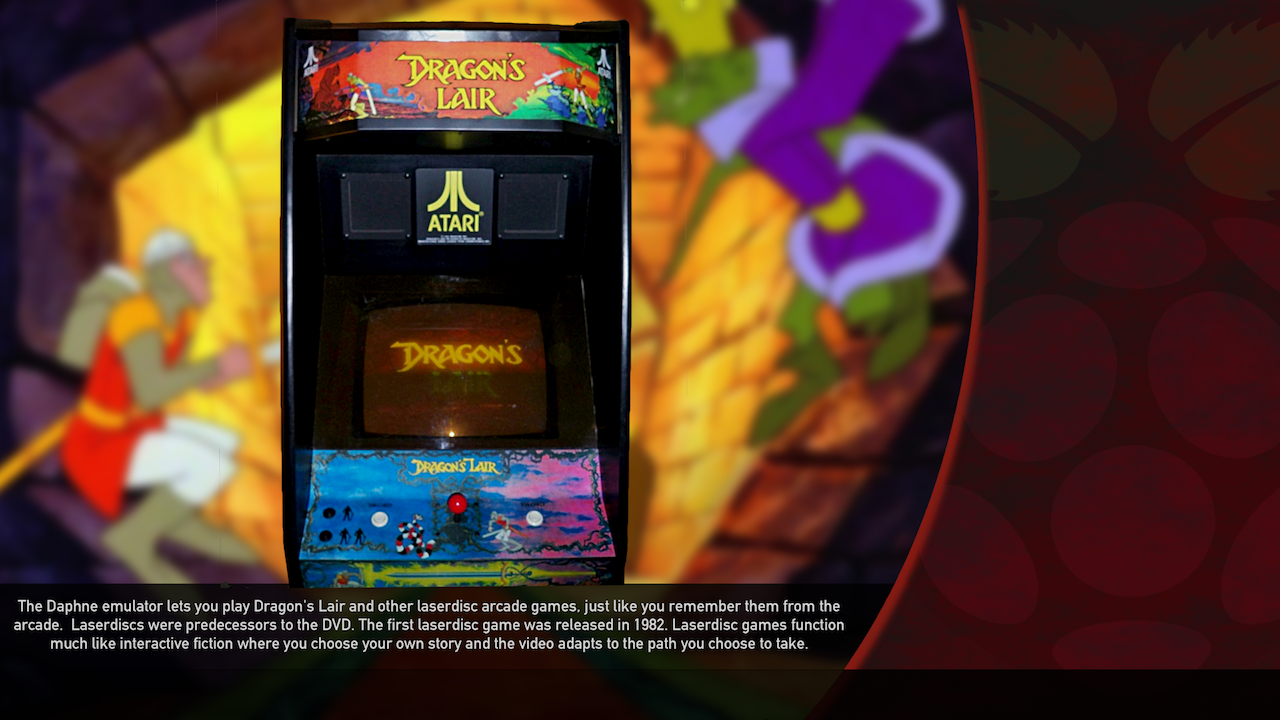 DRAGON'S
LAIR
ATARI
ATARI
ATARI
DRAGON'S
DRAGON'S LAIR
The Daphne emulator lets you play Dragon's Lair and other laserdisc arcade games, just like you remember them from the
arcade. Laserdiscs were predecessors to the DVD. The first laserdisc game was released in 1982. Laserdisc games function
much like interactive fiction where you choose your own story and the video adapts to the path you choose to take.